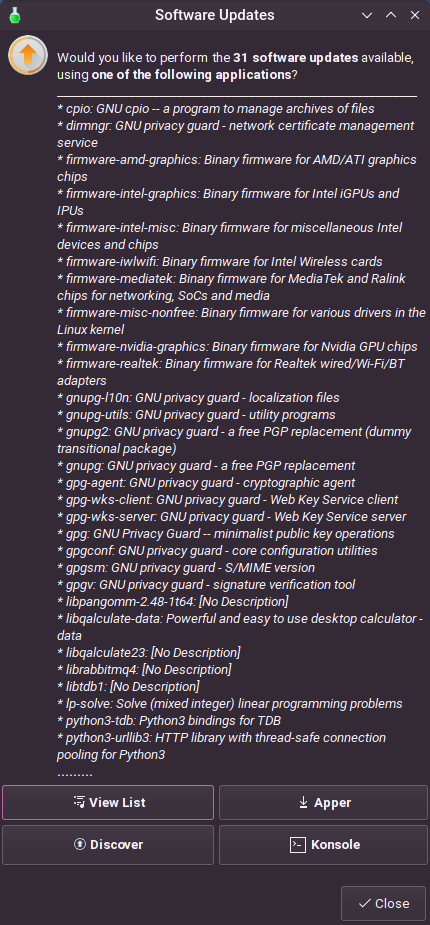 Software Updates
Would you like to perform the 31 software updates available,
using one of the following applications?
* cpio: GNU cpio -- a program to manage archives of files
* dirmngr: GNU privacy guard - network certificate management
service
* firmware-amd-graphics: Binary firmware for AMD/ATI graphics
chips
* firmware-intel-graphics: Binary firmware for Intel iGPUs and
IPUs
* firmware-intel-misc: Binary firmware for miscellaneous Intel
devices and chips
* firmware-iwlwifi: Binary firmware for Intel Wireless cards
* firmware-mediatek: Binary firmware for MediaTek and Ralink
chips for networking, SoCs and media
* firmware-misc-nonfree: Binary firmware for various drivers in the
Linux kernel
* firmware-nvidia-graphics: Binary firmware for Nvidia GPU chips
* firmware-realtek: Binary firmware for Realtek wired/Wi-Fi/BT
adapters
* gnupg-l10n: GNU privacy guard - localization files
* gnupg-utils: GNU privacy guard - utility programs
* gnupg2: GNU privacy guard - a free PGP replacement (dummy
transitional package)
* gnupg: GNU privacy guard - a free PGP replacement
* gpg-agent: GNU privacy guard - cryptographic agent
* gpg-wks-client: GNU privacy guard - Web Key Service client
* gpg-wks-server: GNU privacy guard - Web Key Service server
* gpg: GNU Privacy Guard -- minimalist public key operations
* gpgconf: GNU privacy guard - core configuration utilities
* gpgsm: GNU privacy guard - S/MIME version
* gpgv: GNU privacy guard - signature verification tool
* libpangomm-2.48-1t64: [No Description]
* libqalculate-data: Powerful and easy to use desktop calculator -
data
* libqalculate23: [No Description]
* librabbitmq4: [No Description]
* libtdb1: [No Description]
* lp-solve: Solve (mixed integer) linear programming problems
* python3-tdb: Python3 bindings for TDB
* python3-urllib3: HTTP library with thread-safe connection
pooling for Python3
.........
View List
Apper
Discover
Konsole
Close